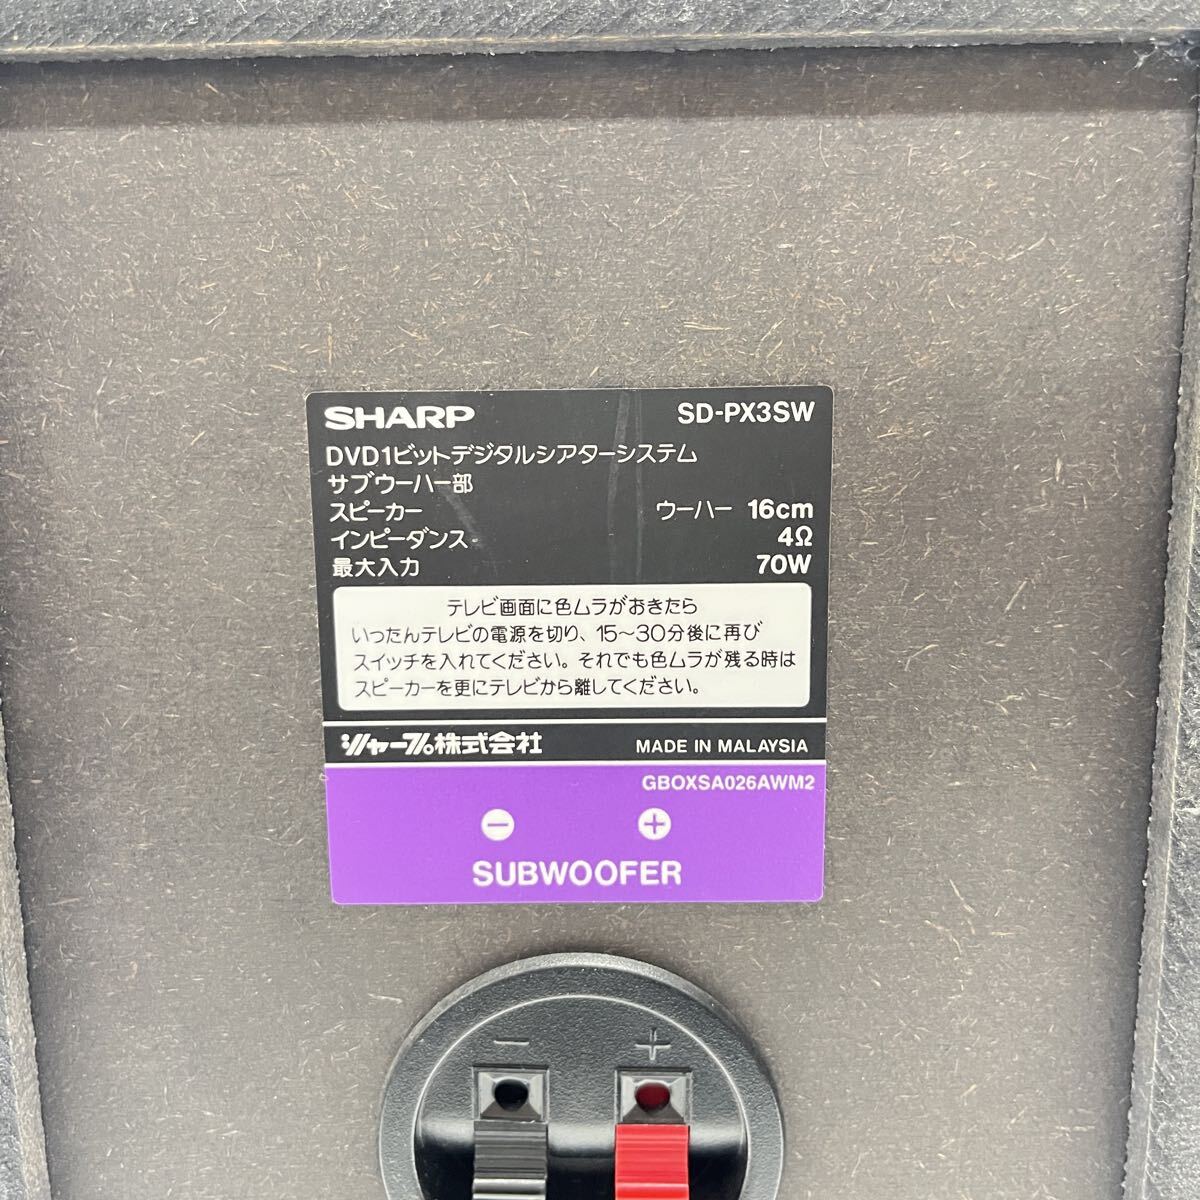 SHARP SD-PX3SW
DVD1ビットデジタルシアターシステム
サブウーハー部
スピーカー ウーハー 16cm
インピーダンス 4Ω
最大入力 70W
テレビ画面に色ムラがおきたら
いったんテレビの電源を切り、15〜30分後に再び
スイッチを入れてください。それでも色ムラが残る時は
スピーカーを更にテレビから離してください。
シャープ株式会社 MADE IN MALAYSIA
GBOXSA026AWM2
− +
SUBWOOFER
− +